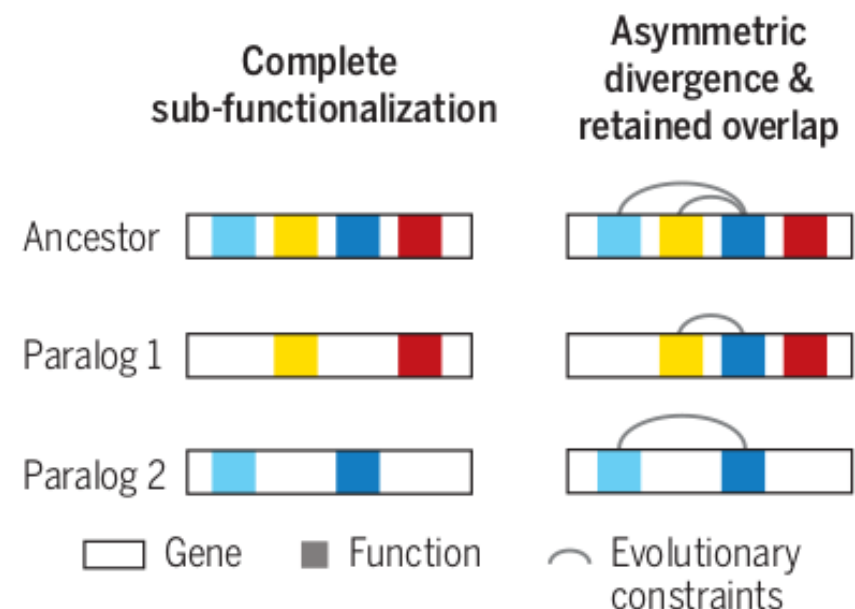 Complete
sub-functionalization
Asymmetric
divergence &
retained overlap
Ancestor
Paralog 1
Paralog 2
Gene
Function
Evolutionary
constraints